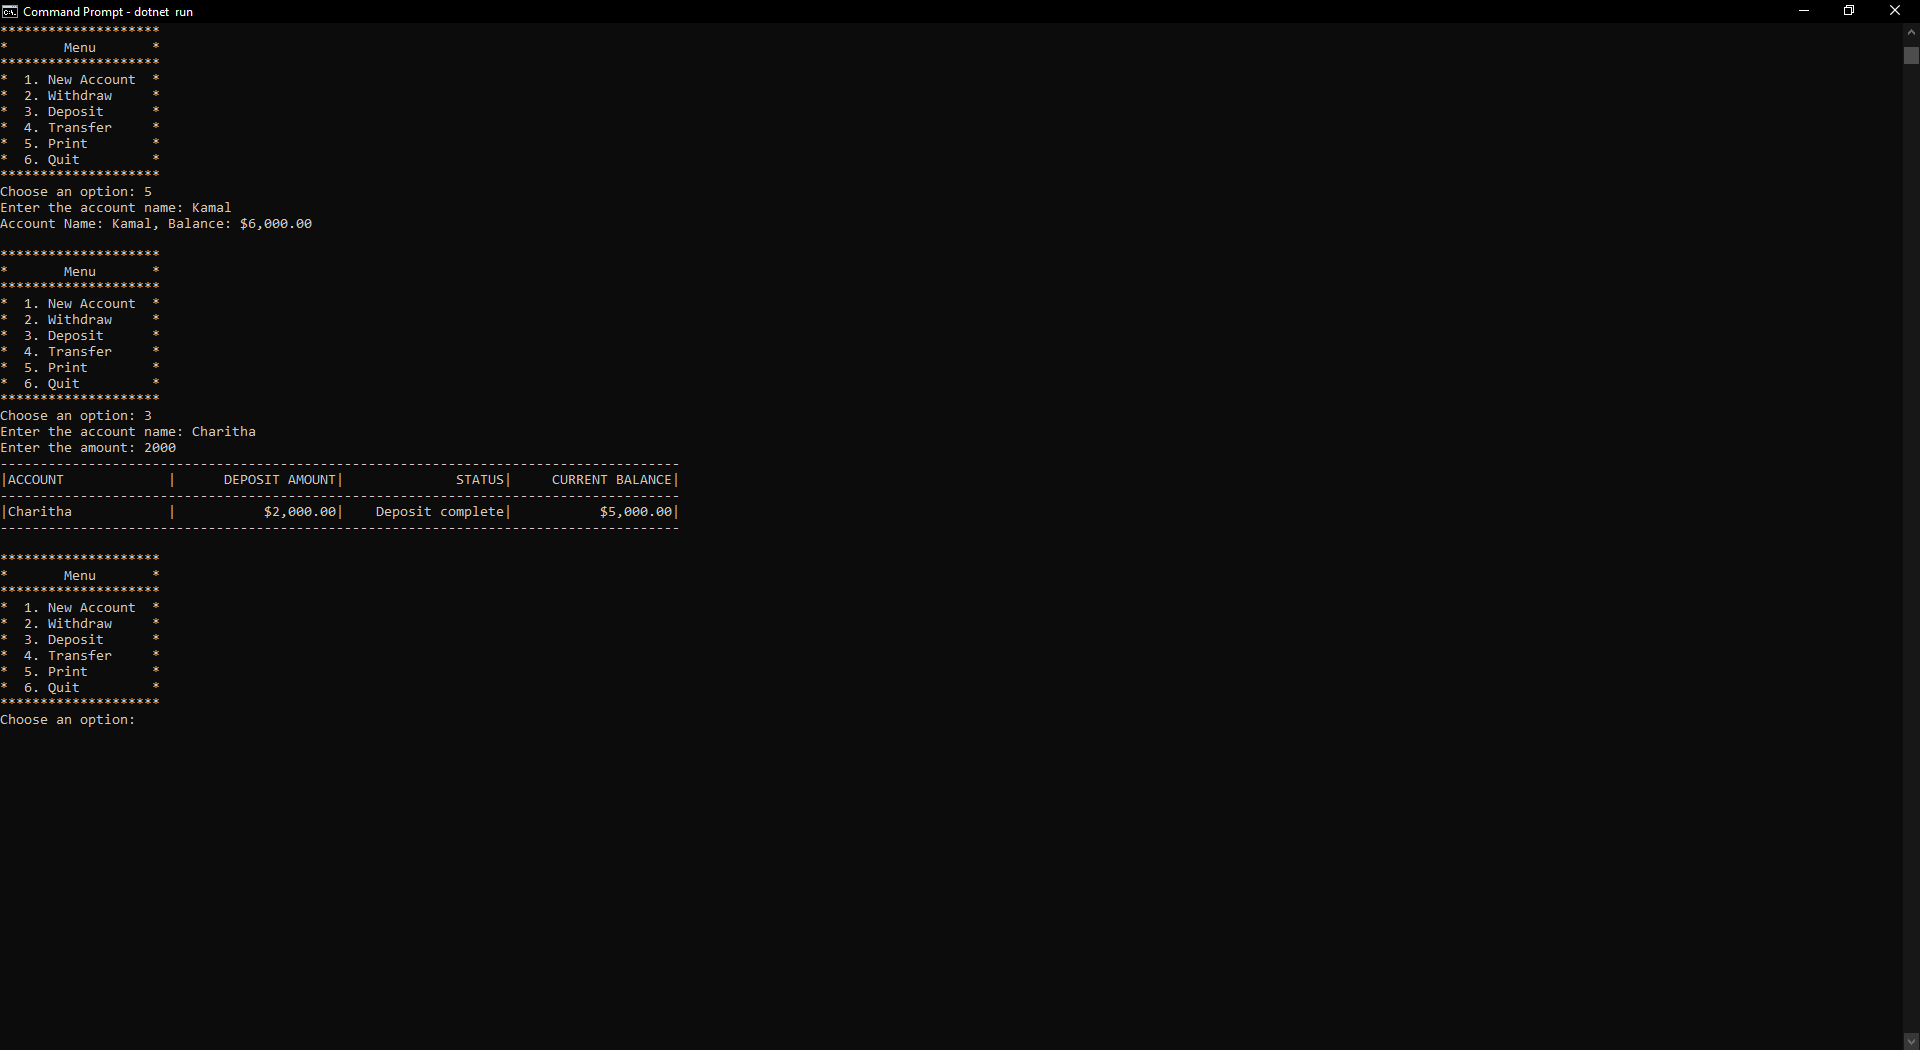 Command Prompt - dotnet  run
********************
*       Menu       *
********************
*  1. New Account  *
*  2. Withdraw     *
*  3. Deposit      *
*  4. Transfer     *
*  5. Print        *
*  6. Quit         *
********************
Choose an option: 5
Enter the account name: Kamal
Account Name: Kamal, Balance: $6,000.00

********************
*       Menu       *
********************
*  1. New Account  *
*  2. Withdraw     *
*  3. Deposit      *
*  4. Transfer     *
*  5. Print        *
*  6. Quit         *
********************
Choose an option: 3
Enter the account name: Charitha
Enter the amount: 2000
-------------------------------------------------------------------------------------
|ACCOUNT             |      DEPOSIT AMOUNT|              STATUS|     CURRENT BALANCE|
-------------------------------------------------------------------------------------
|Charitha            |           $2,000.00|    Deposit complete|           $5,000.00|
-------------------------------------------------------------------------------------

********************
*       Menu       *
********************
*  1. New Account  *
*  2. Withdraw     *
*  3. Deposit      *
*  4. Transfer     *
*  5. Print        *
*  6. Quit         *
********************
Choose an option: